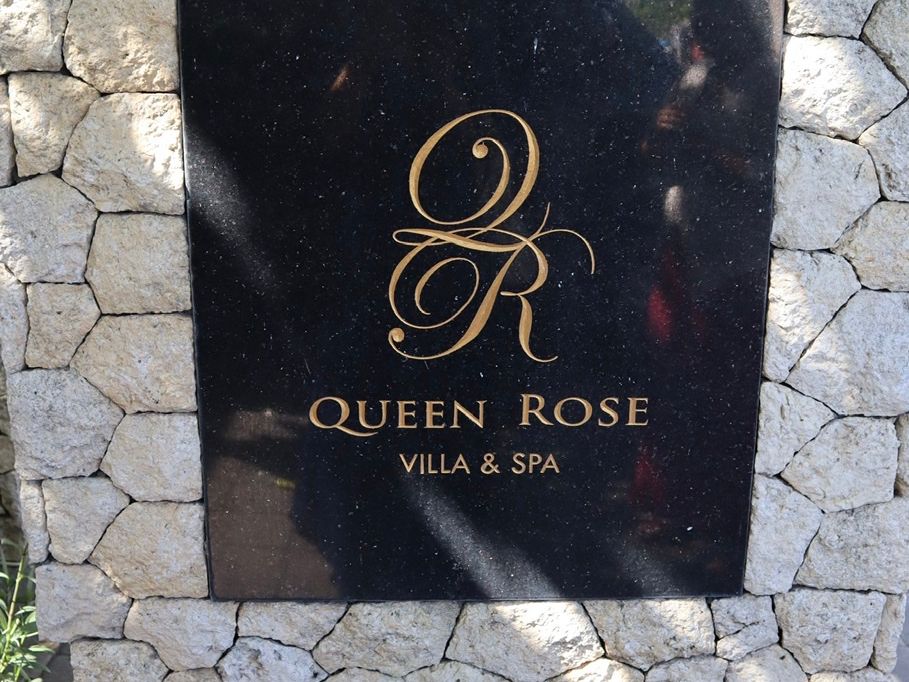 QR
QUEEN ROSE
VILLA & SPA